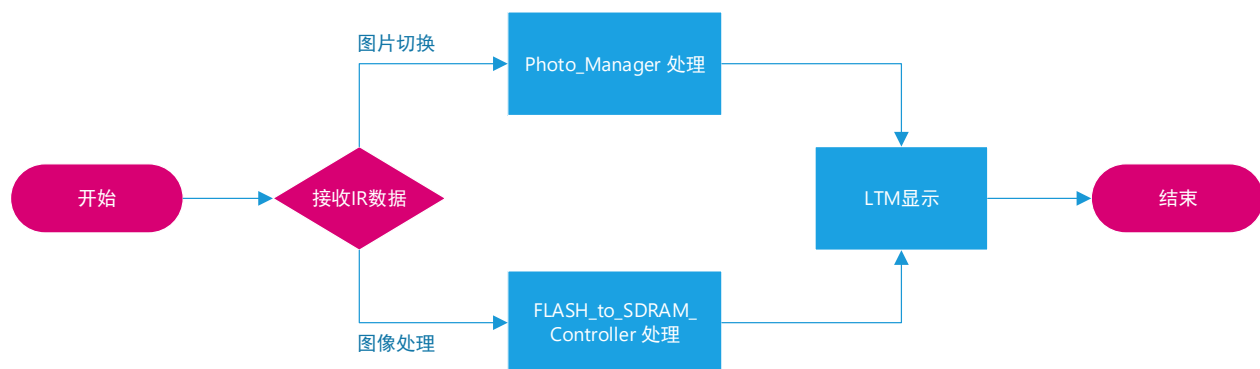 图片切换
Photo_Manager 处理
开始
接收IR数据
LTM显示
结束
FLASH_to_SDRAM_
Controller 处理
图像处理